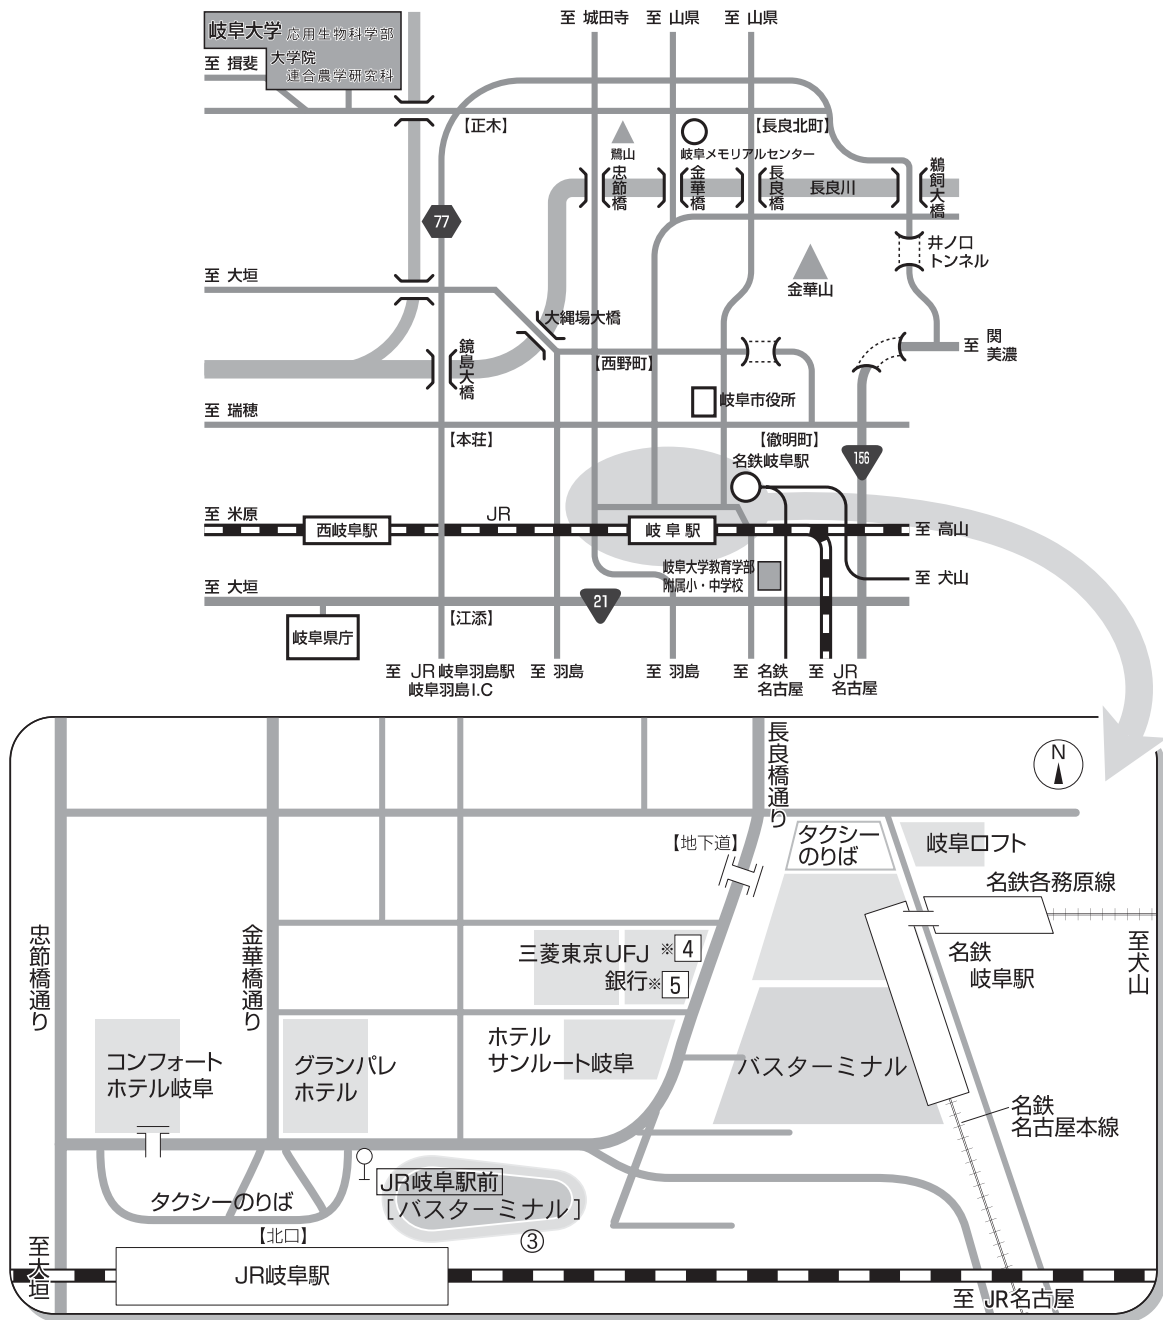 岐阜大学 応用生物科学部
大学院
連合農学研究科
至 揖斐
至 城田寺
至 山県
至 山県
【正木】
【長良北町】
鷺山
岐阜メモリアルセンター
忠節橋
金華橋
長良橋
長良川
鵜飼大橋
77
井ノ口
トンネル
至 大垣
金華山
大縄場大橋
鏡島大橋
【西野町】
至 関
美濃
岐阜市役所
至 瑞穂
【本荘】
【徹明町】
名鉄岐阜駅
156
至 米原
JR
西岐阜駅
岐阜駅
至 高山
岐阜大学教育学部
附属小・中学校
至 犬山
至 大垣
21
【江添】
岐阜県庁
至 JR岐阜羽島駅
岐阜羽島I.C
至 羽島
至 羽島
至 名鉄
名古屋
至 JR
名古屋
長良橋通り
N
【地下道】
タクシー
のりば
岐阜ロフト
名鉄各務原線
忠節橋通り
金華橋通り
三菱東京UFJ ※4
銀行※5
名鉄
岐阜駅
至犬山
コンフォート
ホテル岐阜
グランパレ
ホテル
ホテル
サンルート岐阜
バスターミナル
名鉄
名古屋本線
タクシーのりば
JR岐阜駅前
[バスターミナル]
③
【北口】
至大垣
JR岐阜駅
至 JR名古屋